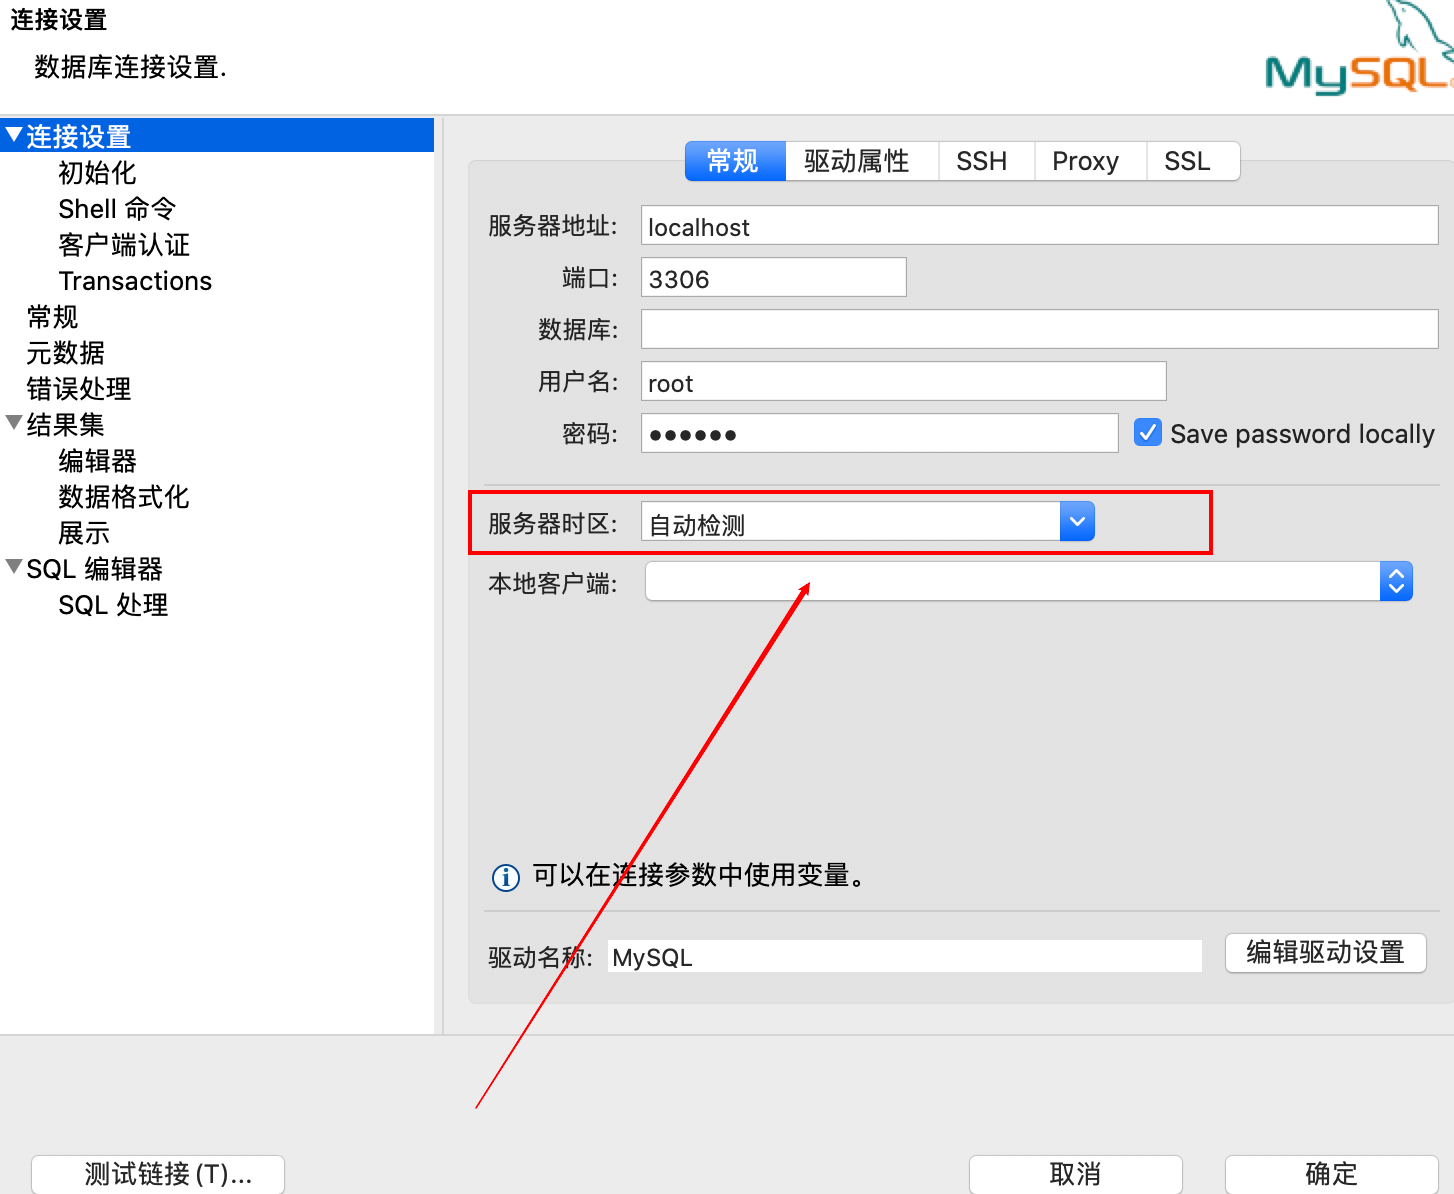 连接设置
数据库连接设置.
MySQL
连接设置
初始化
Shell 命令
客户端认证
Transactions
常规
元数据
错误处理
结果集
编辑器
数据格式化
展示
SQL 编辑器
SQL 处理
常规 驱动属性 SSH Proxy SSL
服务器地址: localhost
端口: 3306
数据库:
用户名: root
密码: ●●●●●● Save password locally
服务器时区: 自动检测
本地客户端:
可以在连接参数中使用变量。
驱动名称: MySQL 编辑驱动设置
测试链接(T)... 取消 确定